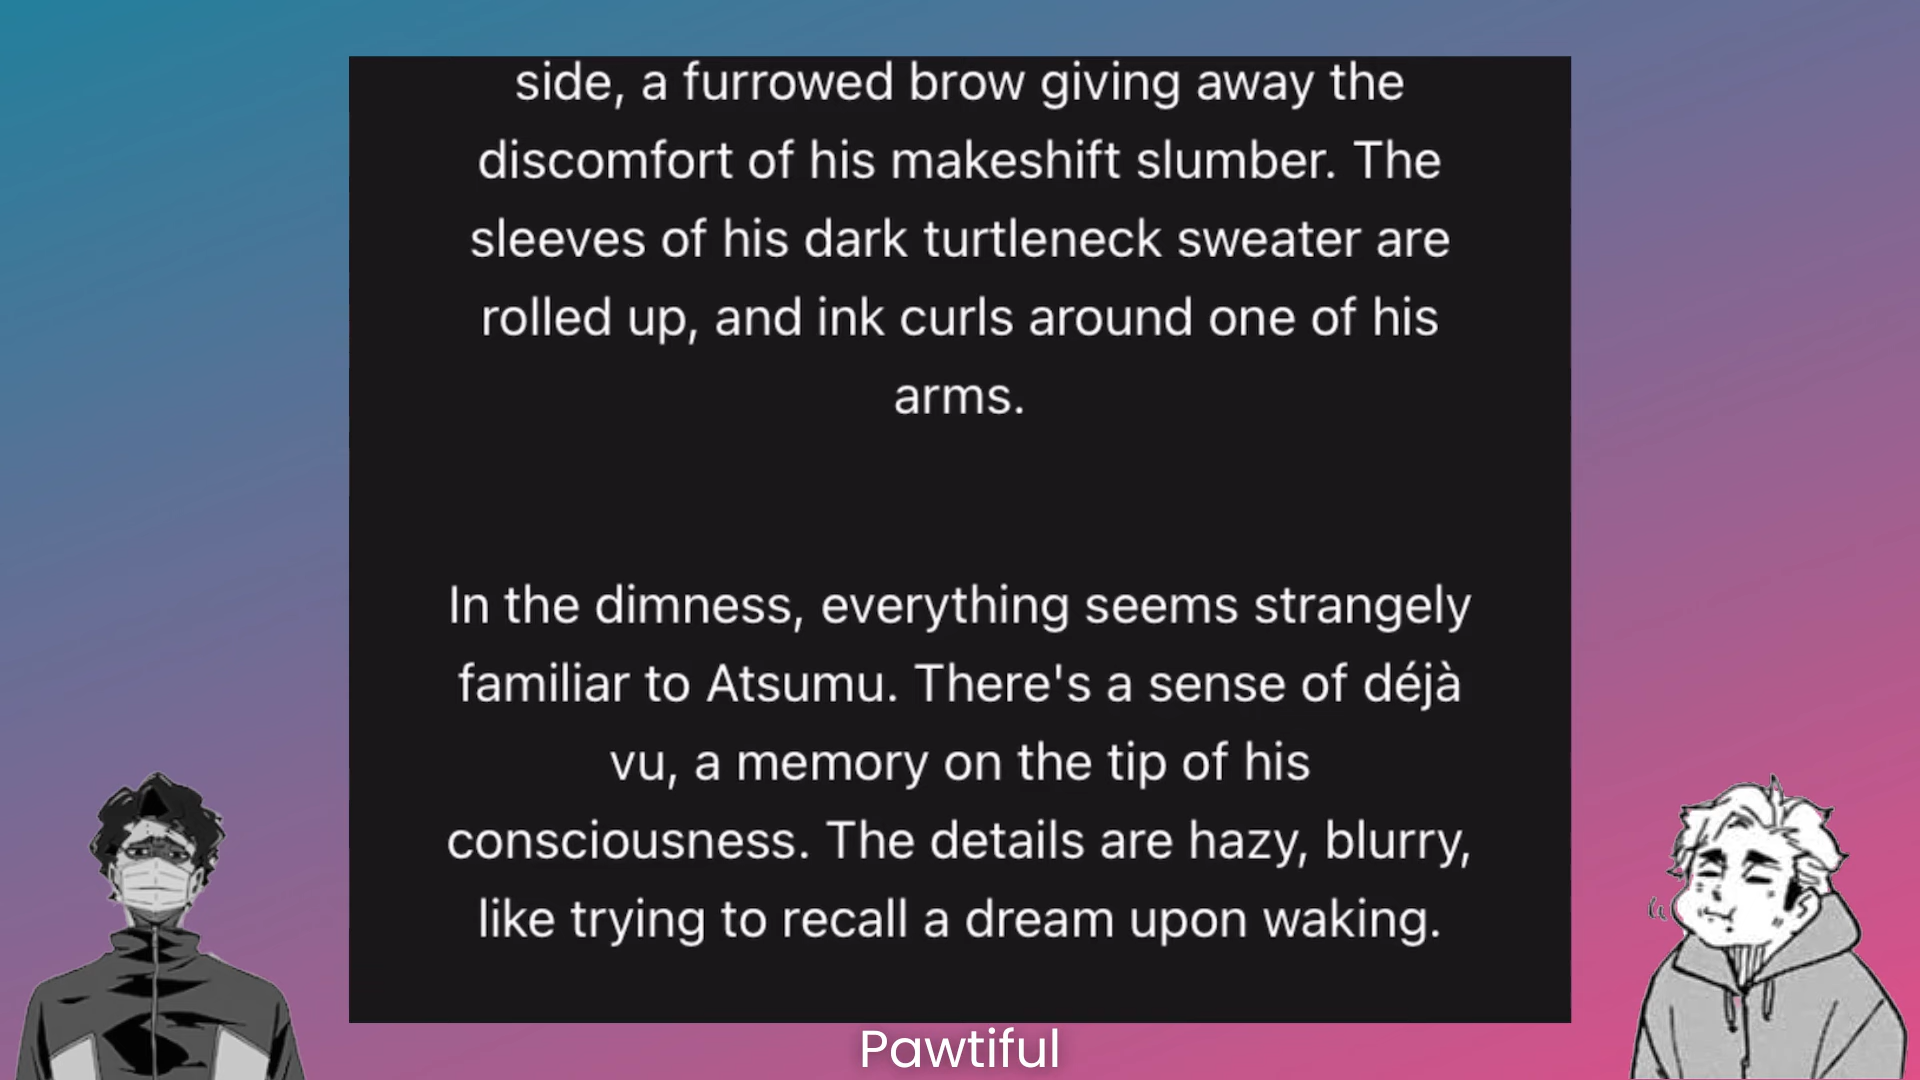 side, a furrowed brow giving away the
discomfort of his makeshift slumber. The
sleeves of his dark turtleneck sweater are
rolled up, and ink curls around one of his
arms.
In the dimness, everything seems strangely
familiar to Atsumu. There's a sense of déjà
vu, a memory on the tip of his
consciousness. The details are hazy, blurry,
like trying to recall a dream upon waking.
Pawtiful